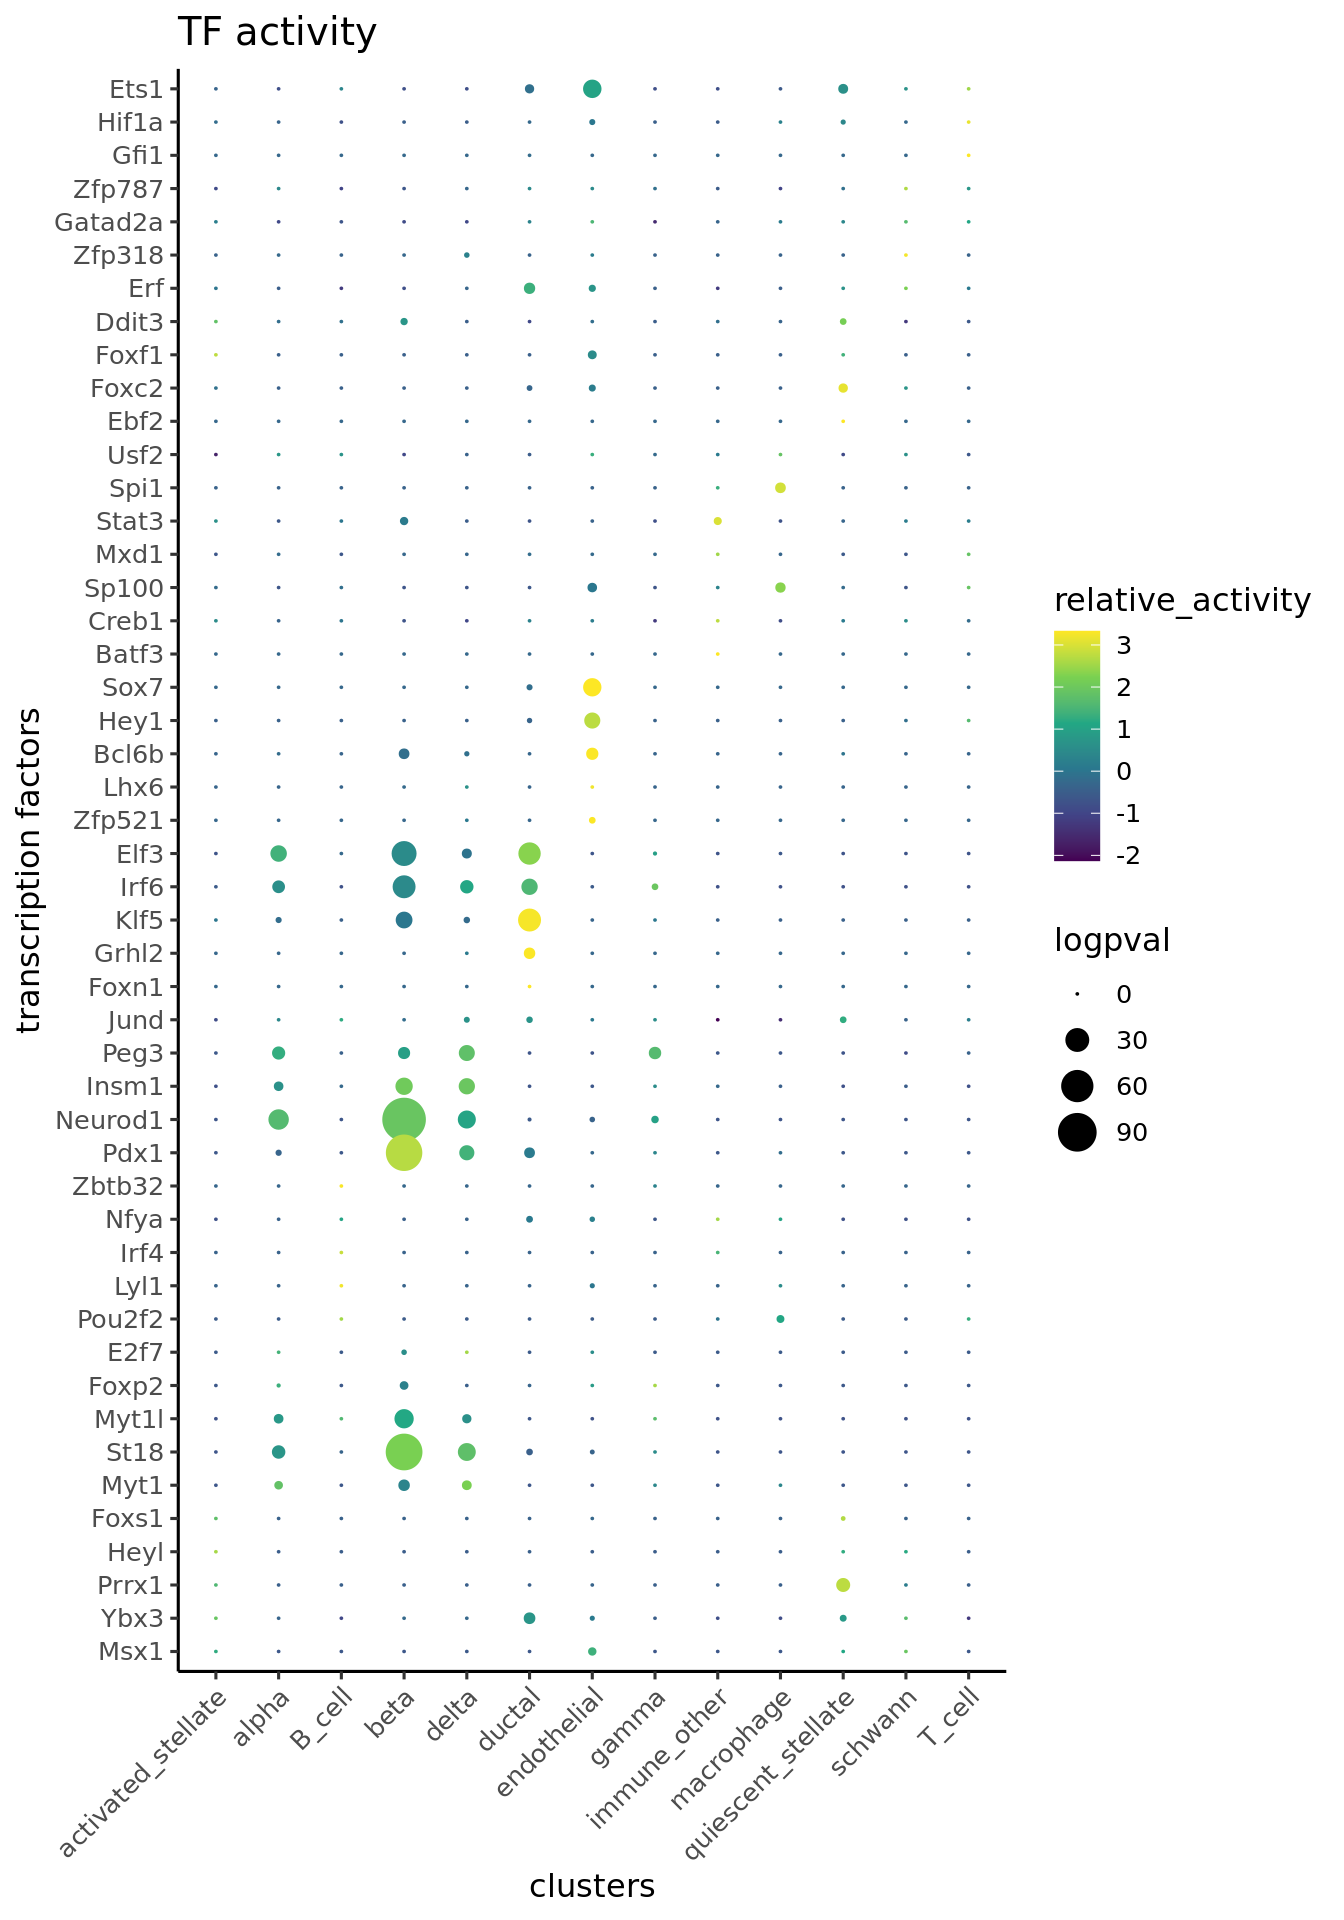 TF activity
Ets1
Hif1a
Gfi1
Zfp787
Gatad2a
Zfp318
Erf
Ddit3
Foxf1
Foxc2
Ebf2
Usf2
Spi1
Stat3
Mxd1
Sp100
Creb1
Batf3
Sox7
Hey1
Bcl6b
Lhx6
Zfp521
Elf3
Irf6
Klf5
Grhl2
Foxn1
Jund
Peg3
Insm1
Neurod1
Pdx1
Zbtb32
Nfya
Irf4
Lyl1
Pou2f2
E2f7
Foxp2
Myt1l
St18
Myt1
Foxs1
Heyl
Prrx1
Ybx3
Msx1
transcription factors
activated_stellate
alpha
B_cell
beta
delta
ductal
endothelial
gamma
immune_other
macrophage
quiescent_stellate
schwann
T_cell
clusters
relative_activity
3
2
1
0
-1
-2
logpval
0
30
60
90